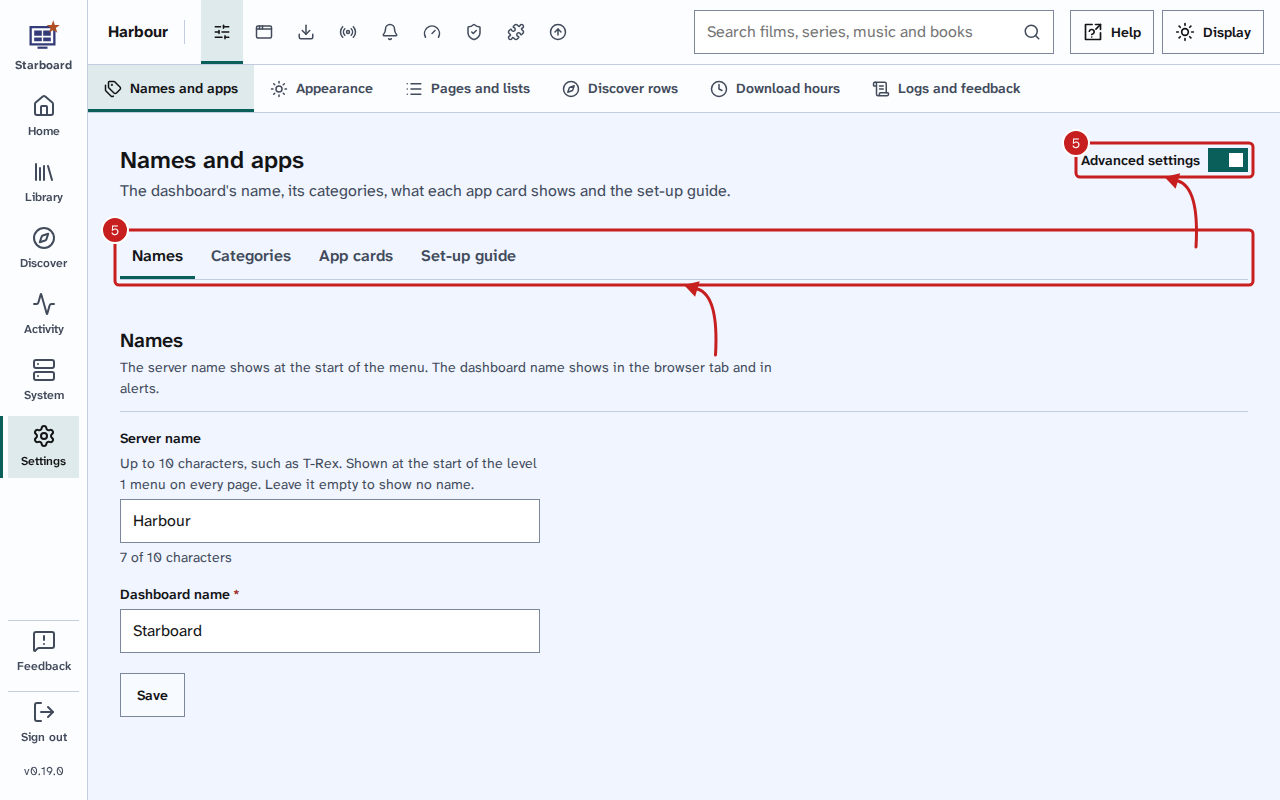 Starboard
Home
Library
Discover
Activity
System
Settings
Feedback
Sign out
v0.19.0
Harbour
Search films, series, music and books
Help
Display
Names and apps
Appearance
Pages and lists
Discover rows
Download hours
Logs and feedback
Names and apps
The dashboard's name, its categories, what each app card shows and the set-up guide.
5
Advanced settings
5
Names
Categories
App cards
Set-up guide
Names
The server name shows at the start of the menu. The dashboard name shows in the browser tab and in
alerts.
Server name
Up to 10 characters, such as T-Rex. Shown at the start of the level
1 menu on every page. Leave it empty to show no name.
Harbour
7 of 10 characters
Dashboard name *
Starboard
Save